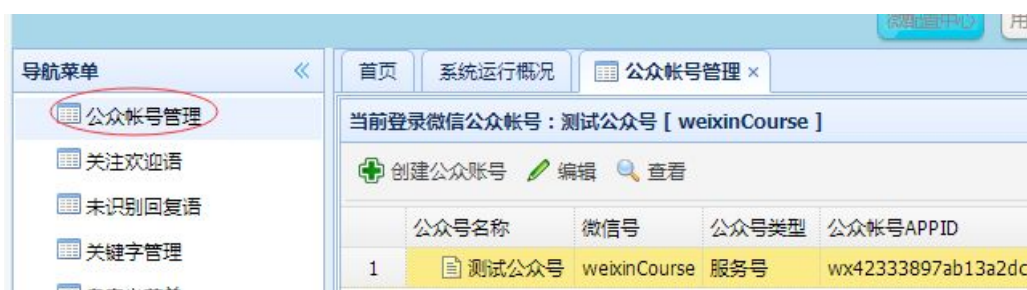 微配置中心 用
导航菜单 首页 系统运行概况 公众帐号管理
公众帐号管理
当前登录微信公众帐号：测试公众号 [ weixinCourse ]
关注欢迎语
创建公众账号 编辑 查看
未识别回复语
公众号名称 微信号 公众号类型 公众帐号APPID
关键字管理
1 测试公众号 weixinCourse 服务号 wx42333897ab13a2dc